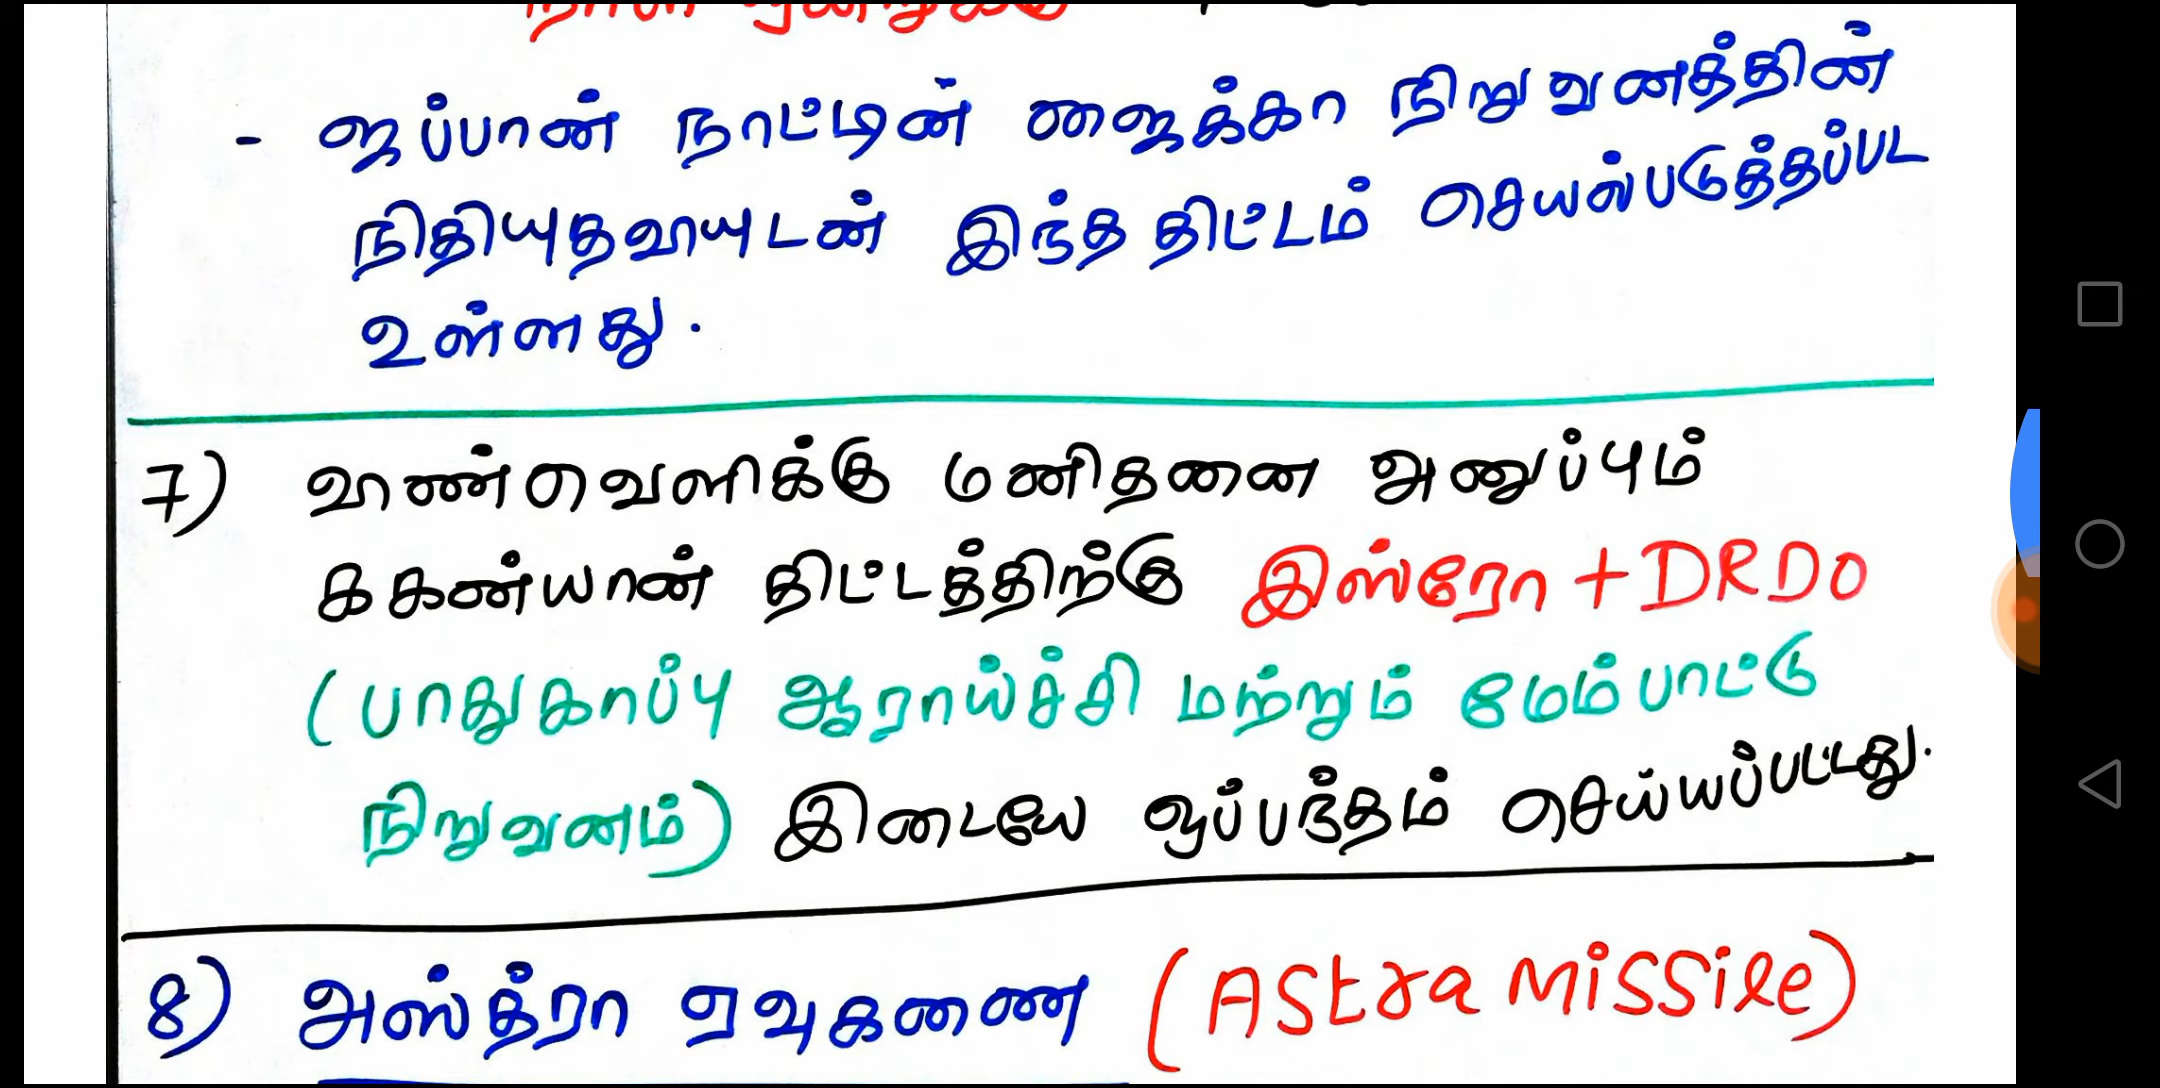 - ஜப்பான் நாட்டின் ஜைக்கா நிறுவனத்தின்
நிதியுதவியுடன் இந்த திட்டம் செயல்படுத்தப்பட
உள்ளது.
7) விண்வெளிக்கு மனிதனை அனுப்பும்
ககன்யான் திட்டத்திற்கு இஸ்ரோ + DRDO
(பாதுகாப்பு ஆராய்ச்சி மற்றும் மேம்பாட்டு
நிறுவனம்) இடையே ஒப்பந்தம் செய்யப்பட்டது.
8) அஸ்த்ரா ஏவுகணை (Astra Missile)